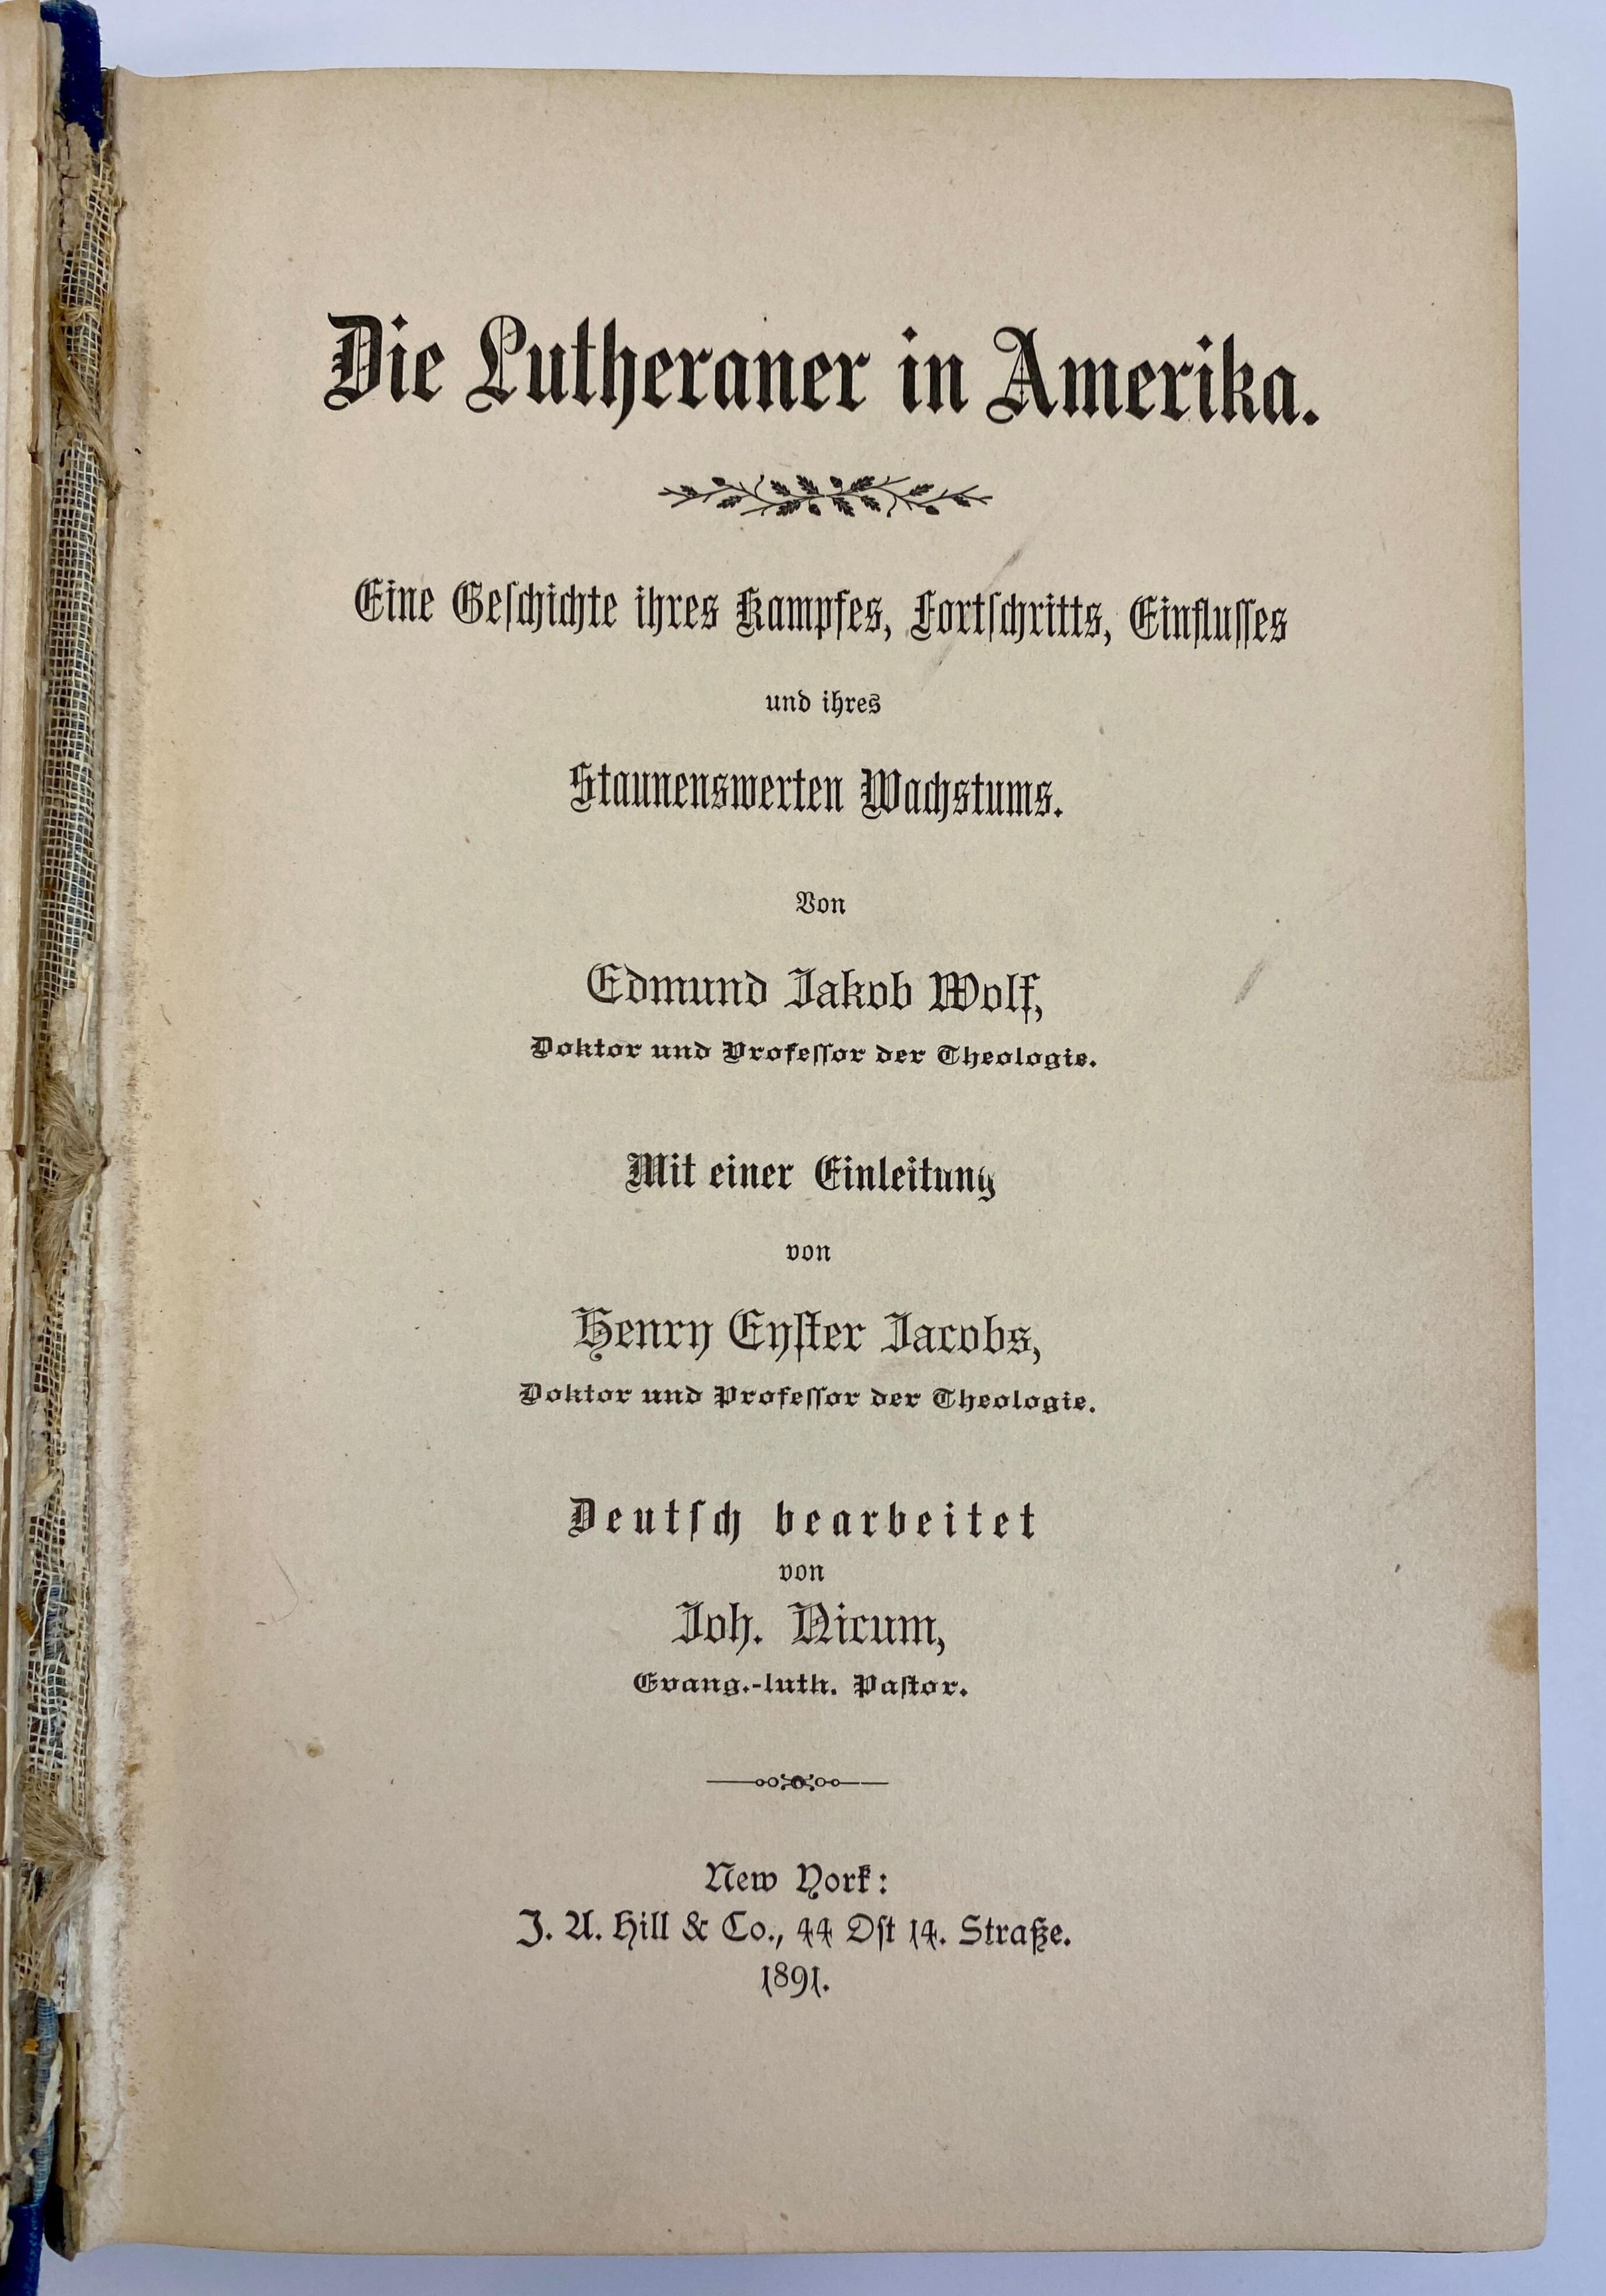 Die Lutheraner in Amerika.
Eine Geschichte ihres Kampfes, Fortschritts, Einflusses
und ihres
Staunenswerten Wachstums.
Von
Edmund Jakob Wolf,
Doktor und Professor der Theologie.
Mit einer Einleitung
von
Henry Eyster Jacobs,
Doktor und Professor der Theologie.
Deutsch bearbeitet
von
Joh. Nicum,
Evang.-luth. Pastor.
New York:
J. A. Hill & Co., 44 Ost 14. Straße.
1891.